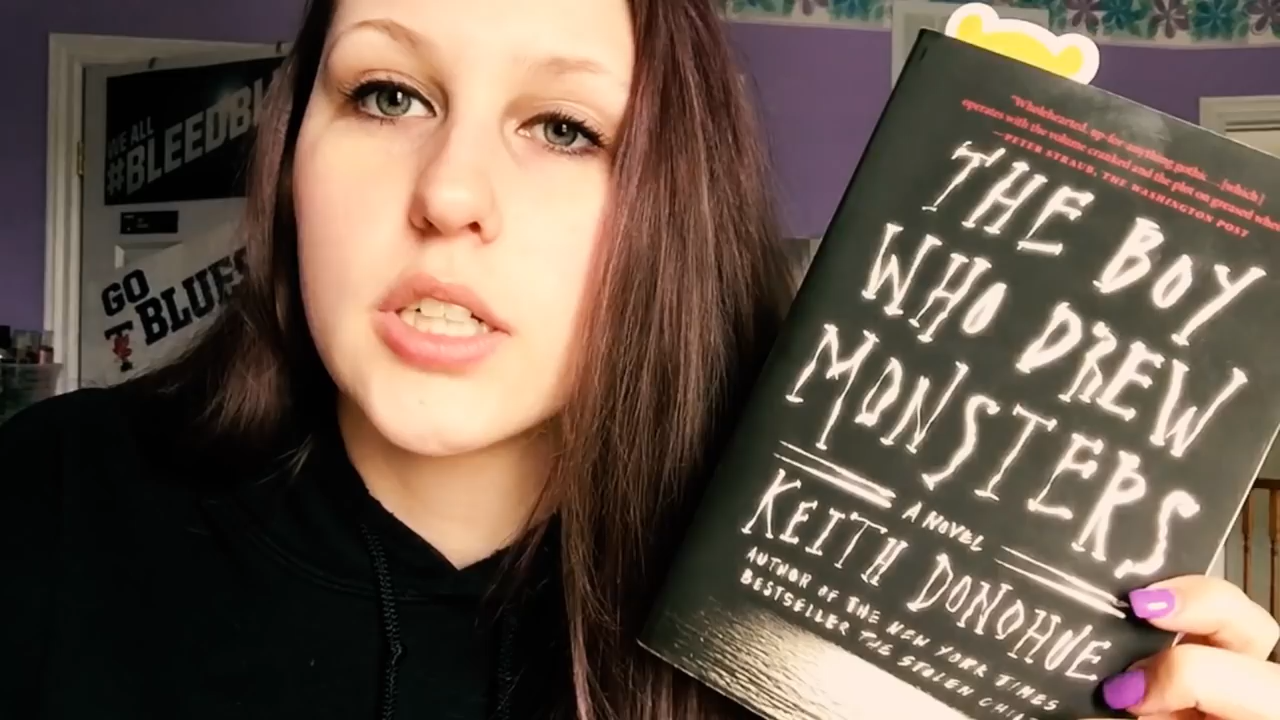 WE ALL
#BLEEDBL
GO
BLUES
"Wholehearted, up-for-anything gothic. . . . [which]
operates with the volume cranked and the plot on greased whee
—PETER STRAUB, THE WASHINGTON POST
THE BOY
WHO DREW
MONSTERS
A NOVEL
KEITH DONOHUE
AUTHOR OF THE NEW YORK TIMES
BESTSELLER THE STOLEN CHIL